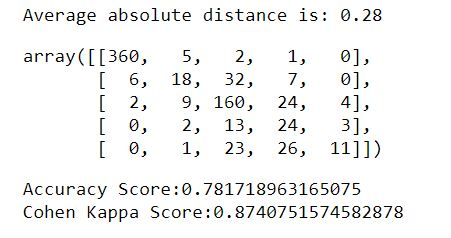 Average absolute distance is: 0.28
array([[360, 5, 2, 1, 0],
[ 6, 18, 32, 7, 0],
[ 2, 9, 160, 24, 4],
[ 0, 2, 13, 24, 3],
[ 0, 1, 23, 26, 11]])
Accuracy Score:0.781718963165075
Cohen Kappa Score:0.8740751574582878